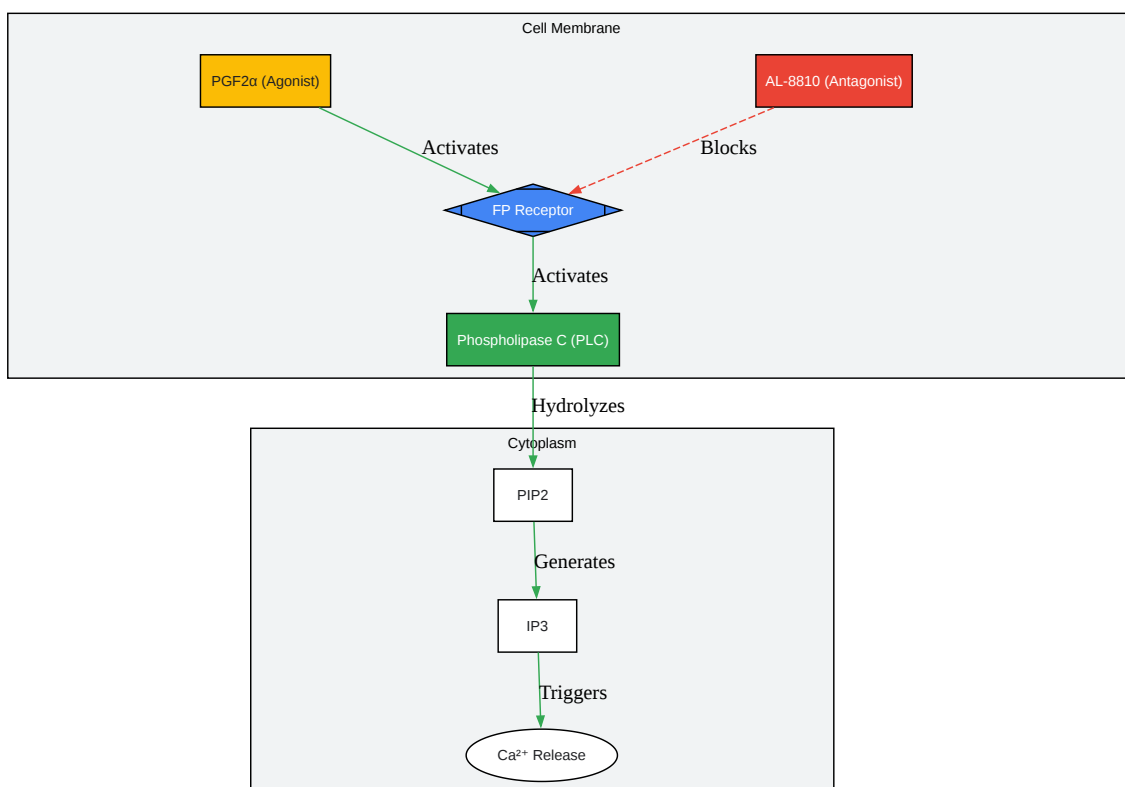 Cell Membrane
PGF2α (Agonist)
AL-8810 (Antagonist)
Activates
Blocks
FP Receptor
Activates
Phospholipase C (PLC)
Hydrolyzes
Cytoplasm
PIP2
Generates
IP3
Triggers
Ca²⁺ Release